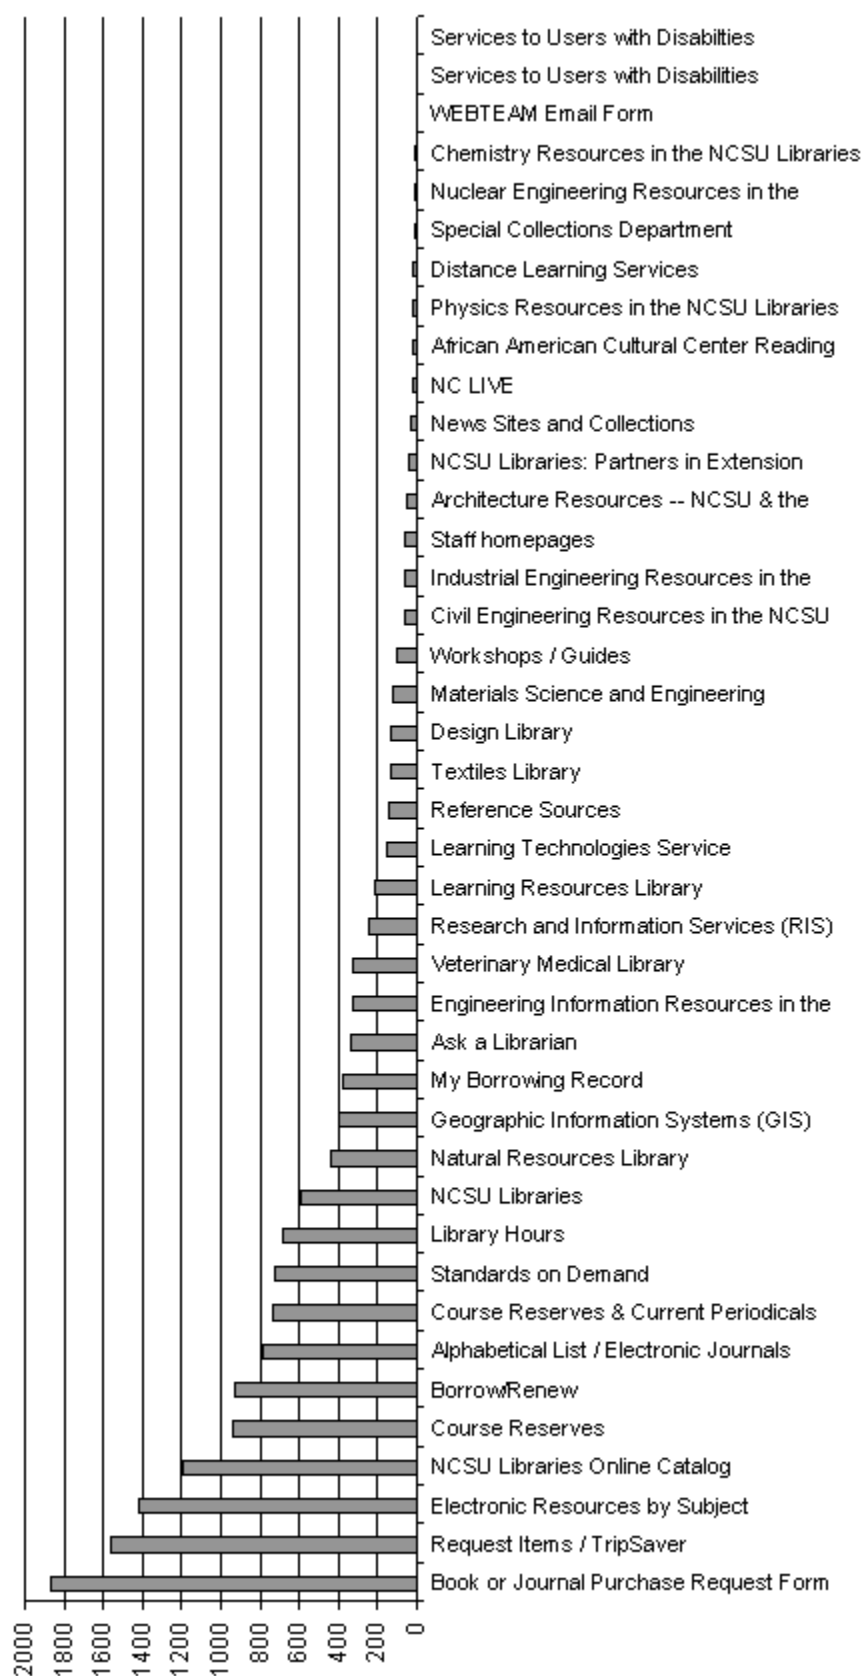 Services to Users with Disabilties
Services to Users with Disabilities
WEBTEAM Email Form
Chemistry Resources in the NCSU Libraries
Nuclear Engineering Resources in the
Special Collections Department
Distance Learning Services
Physics Resources in the NCSU Libraries
African American Cultural Center Reading
NC LIVE
News Sites and Collections
NCSU Libraries: Partners in Extension
Architecture Resources -- NCSU & the
Staff homepages
Industrial Engineering Resources in the
Civil Engineering Resources in the NCSU
Workshops / Guides
Materials Science and Engineering
Design Library
Textiles Library
Reference Sources
Learning Technologies Service
Learning Resources Library
Research and Information Services (RIS)
Veterinary Medical Library
Engineering Information Resources in the
Ask a Librarian
My Borrowing Record
Geographic Information Systems (GIS)
Natural Resources Library
NCSU Libraries
Library Hours
Standards on Demand
Course Reserves & Current Periodicals
Alphabetical List / Electronic Journals
Borrow/Renew
Course Reserves
NCSU Libraries Online Catalog
Electronic Resources by Subject
Request Items / TripSaver
Book or Journal Purchase Request Form
2000
1800
1600
1400
1200
1000
800
600
400
200
0